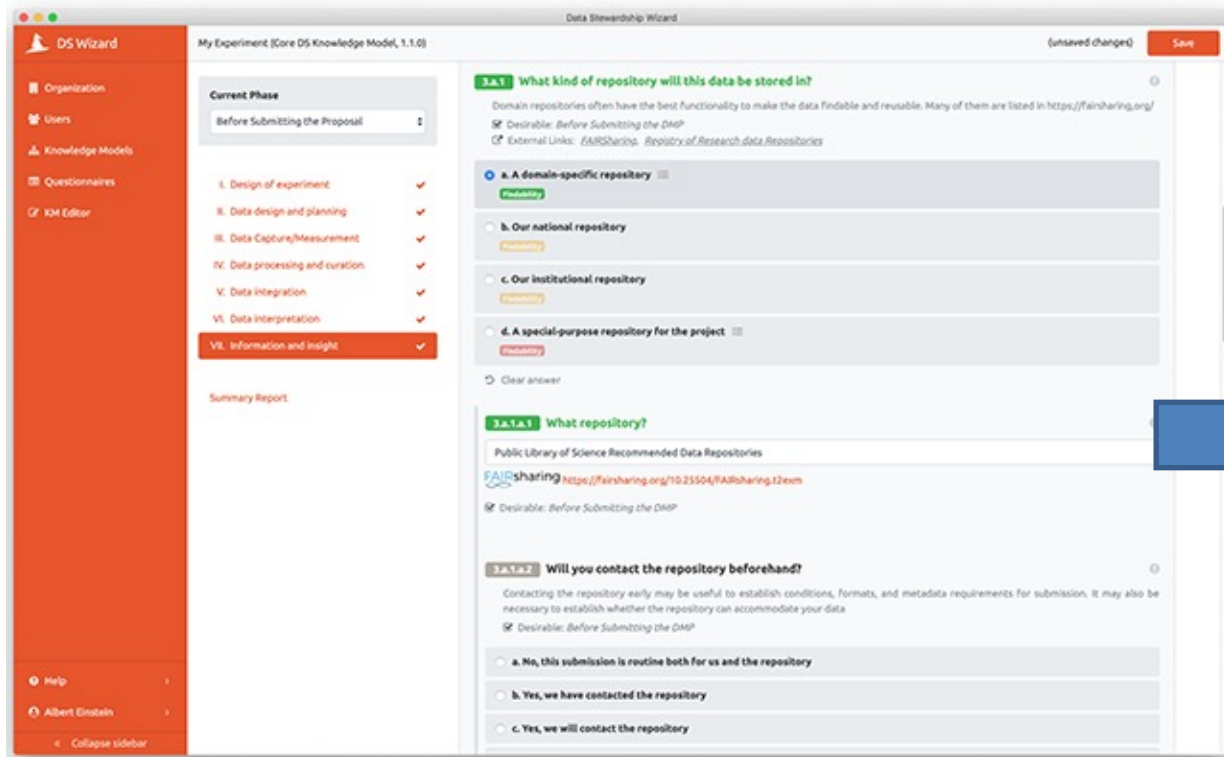 Data Stewardship Wizard
DS Wizard
My Experiment (Core DS Knowledge Model, 1.1.0)
(unsaved changes)
Save
Organization
Users
Knowledge Models
Questionnaires
KM Editor
Help
Albert Einstein
< Collapse sidebar
Current Phase
Before Submitting the Proposal
I. Design of experiment
II. Data design and planning
III. Data Capture/Measurement
IV. Data processing and curation
V. Data integration
VI. Data interpretation
VII. Information and insight
Summary Report
3.a.1 What kind of repository will this data be stored in?
Domain repositories often have the best functionality to make the data findable and reusable. Many of them are listed in https://fairsharing.org/
Desirable: Before Submitting the DMP
External Links: FAIRSharing, Registry of Research data Repositories
a. A domain-specific repository
Findability
b. Our national repository
Findability
c. Our institutional repository
Findability
d. A special-purpose repository for the project
Findability
Clear answer
3.a.1.a.1 What repository?
Public Library of Science Recommended Data Repositories
FAIRsharing https://fairsharing.org/10.25504/FAIRsharing.t2exm
Desirable: Before Submitting the DMP
3.a.1.a.2 Will you contact the repository beforehand?
Contacting the repository early may be useful to establish conditions, formats, and metadata requirements for submission. It may also be
necessary to establish whether the repository can accommodate your data
Desirable: Before Submitting the DMP
a. No, this submission is routine both for us and the repository
b. Yes, we have contacted the repository
c. Yes, we will contact the repository